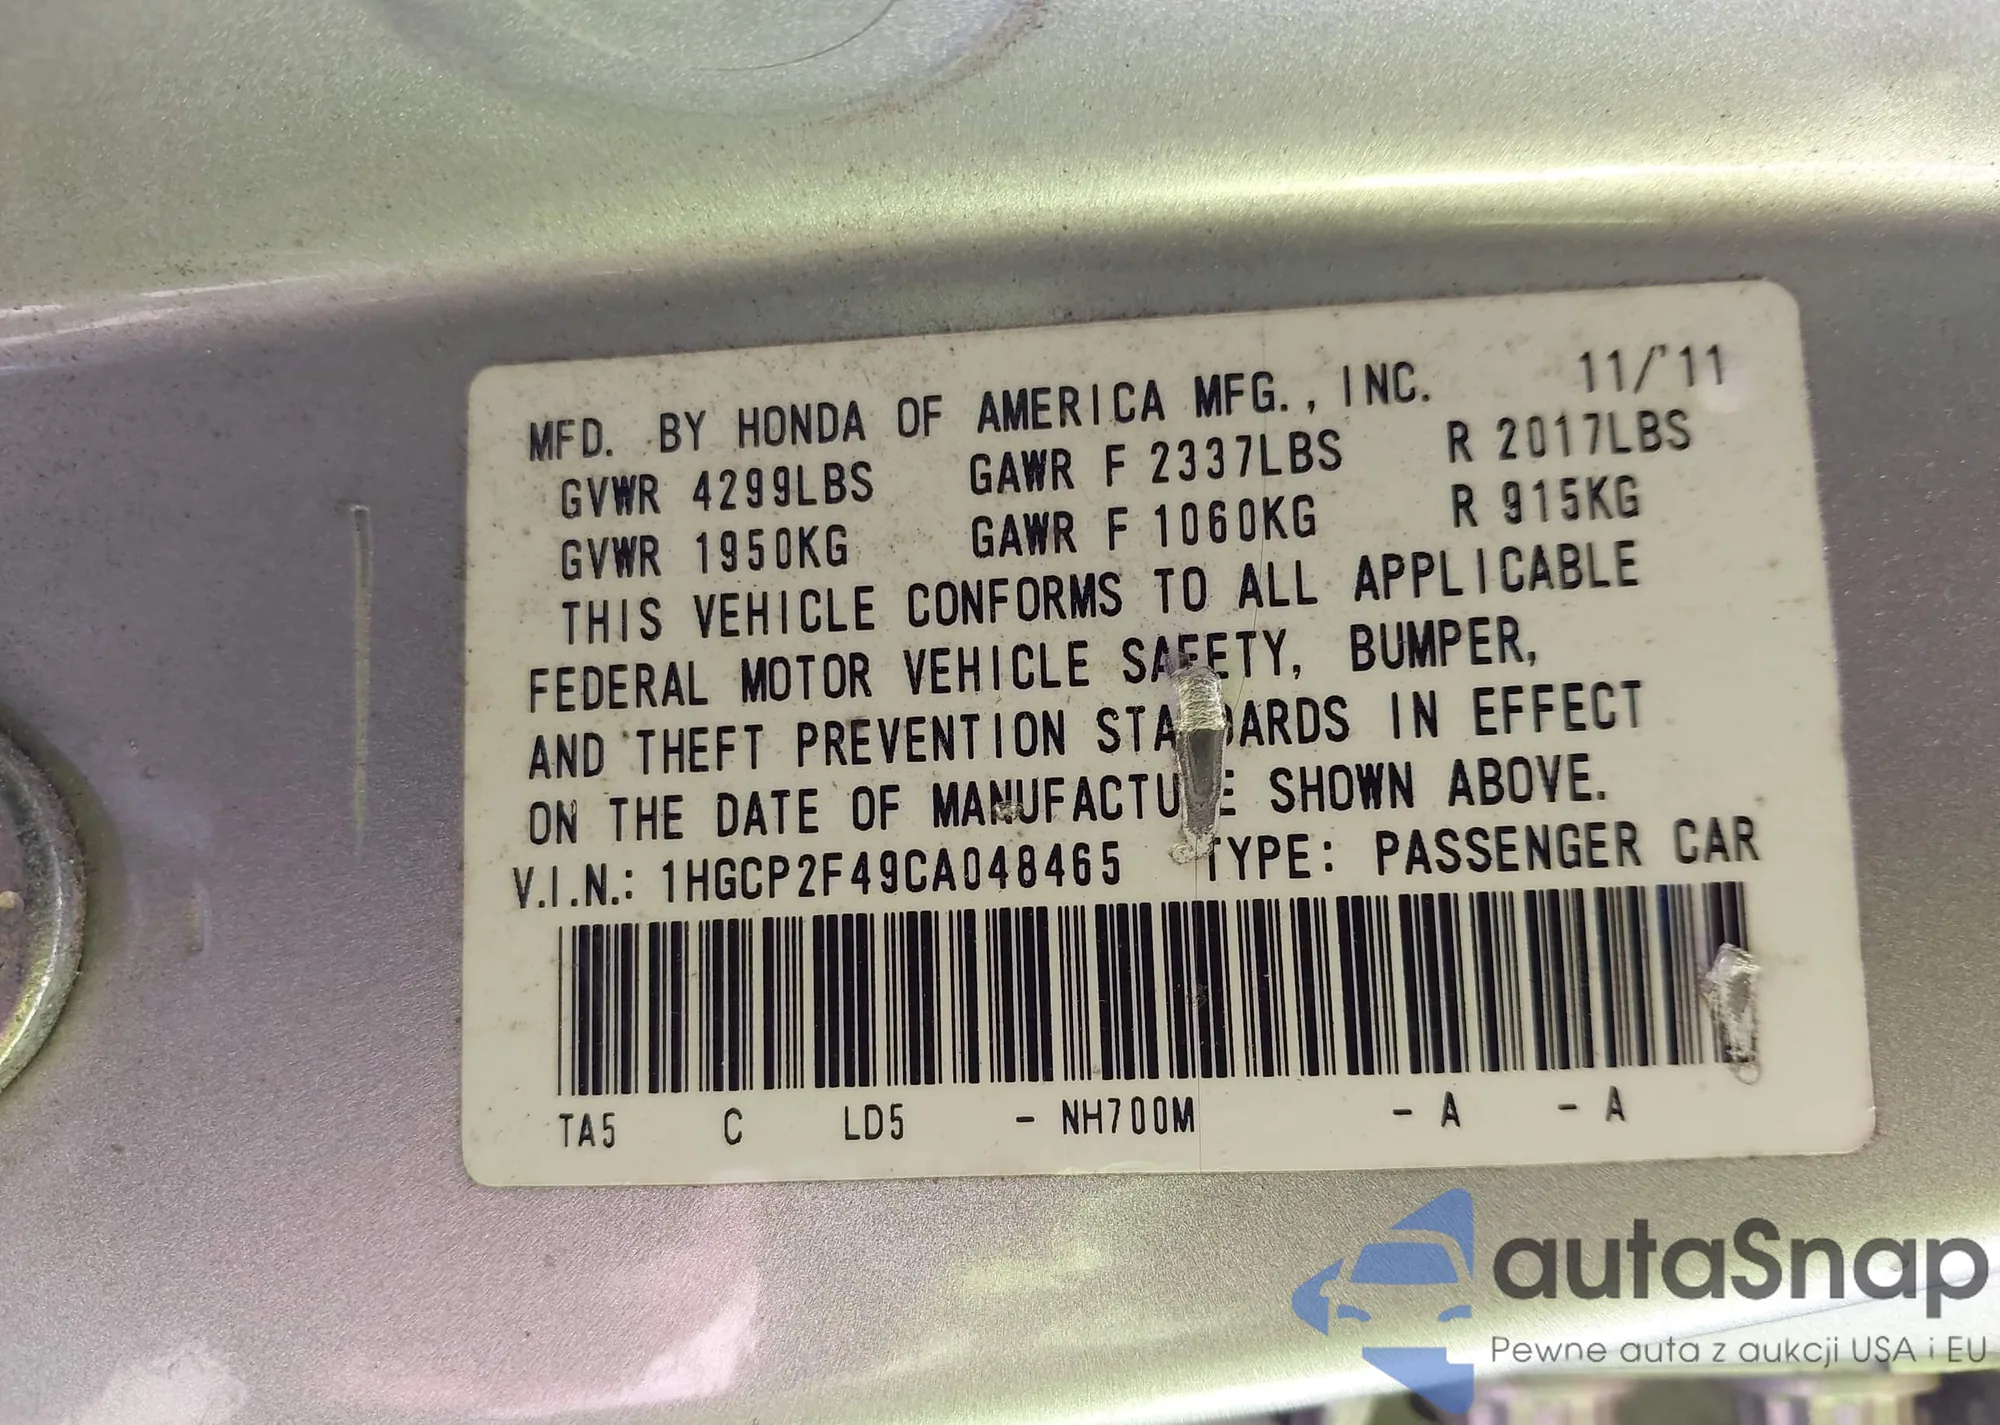 MFD. BY HONDA OF AMERICA MFG., INC. 11/'11
GVWR 4299LBS GAWR F 2337LBS R 2017LBS
GVWR 1950KG GAWR F 1060KG R 915KG
THIS VEHICLE CONFORMS TO ALL APPLICABLE
FEDERAL MOTOR VEHICLE SAFETY, BUMPER,
AND THEFT PREVENTION STANDARDS IN EFFECT
ON THE DATE OF MANUFACTURE SHOWN ABOVE.
V.I.N.: 1HGCP2F49CA048465 TYPE: PASSENGER CAR
TA5 C LD5 - NH700M - A - A
autaSnap
Pewne auta z aukcji USA i EU